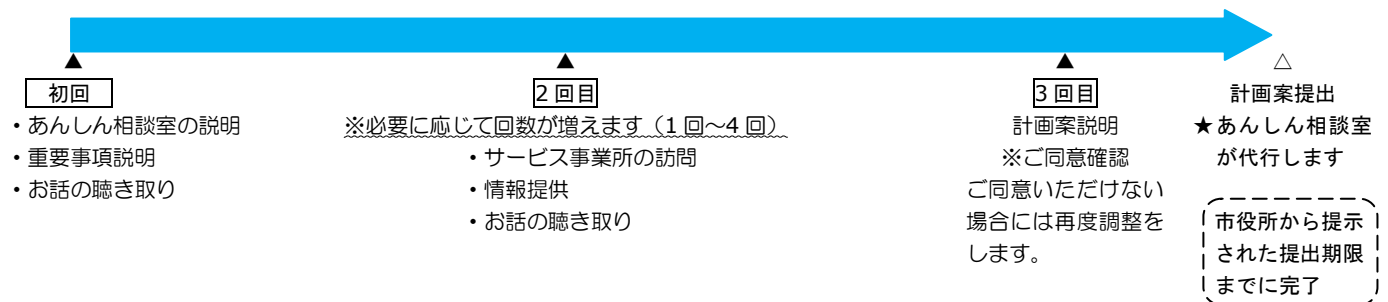 ▲
初回
・あんしん相談室の説明
・重要事項説明
・お話の聴き取り
▲
2回目
※必要に応じて回数が増えます（1回～4回）
・サービス事業所の訪問
・情報提供
・お話の聴き取り
▲
3回目
計画案説明
※ご同意確認
ご同意いただけない
場合には再度調整を
します。
△
計画案提出
★あんしん相談室
が代行します
市役所から提示
された提出期限
までに完了